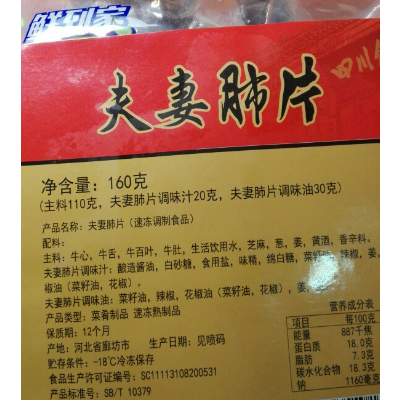 鲜到家
夫妻肺片
四川
净含量: 160克
(主料110克, 夫妻肺片调味汁20克, 夫妻肺片调味油30克)
产品名称: 夫妻肺片 (速冻调制食品)
配料:
主料: 牛心, 牛舌, 牛百叶, 牛肚, 生活饮用水, 芝麻, 葱, 姜, 黄酒, 香辛料,
夫妻肺片调味汁: 酿造酱油, 白砂糖, 食用盐, 味精, 绵白糖, 菜籽油, 辣椒, 姜
椒油 (菜籽油, 花椒),
夫妻肺片调味油: 菜籽油, 辣椒, 花椒油 (菜籽油, 花椒), 姜,
产品类型: 菜肴制品 速冻熟制品
保质期: 12个月
产地: 河北省廊坊市 生产日期: 见喷码
贮存条件: -18℃冷冻保存
食品生产许可证编号: SC11113108200531
产品标准号: SB/T 10379
营养成分表
项目 每100克
能量 887千焦
蛋白质 18.0克
脂肪 7.3克
碳水化合物 18.3克
钠 1160毫克